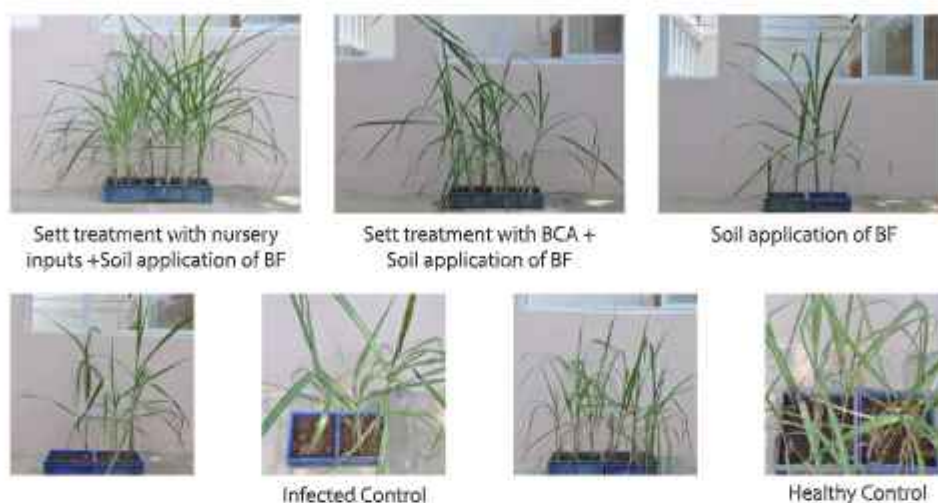 Sett treatment with nursery
inputs +Soil application of BF
Sett treatment with BCA +
Soil application of BF
Soil application of BF
Infected Control
Healthy Control